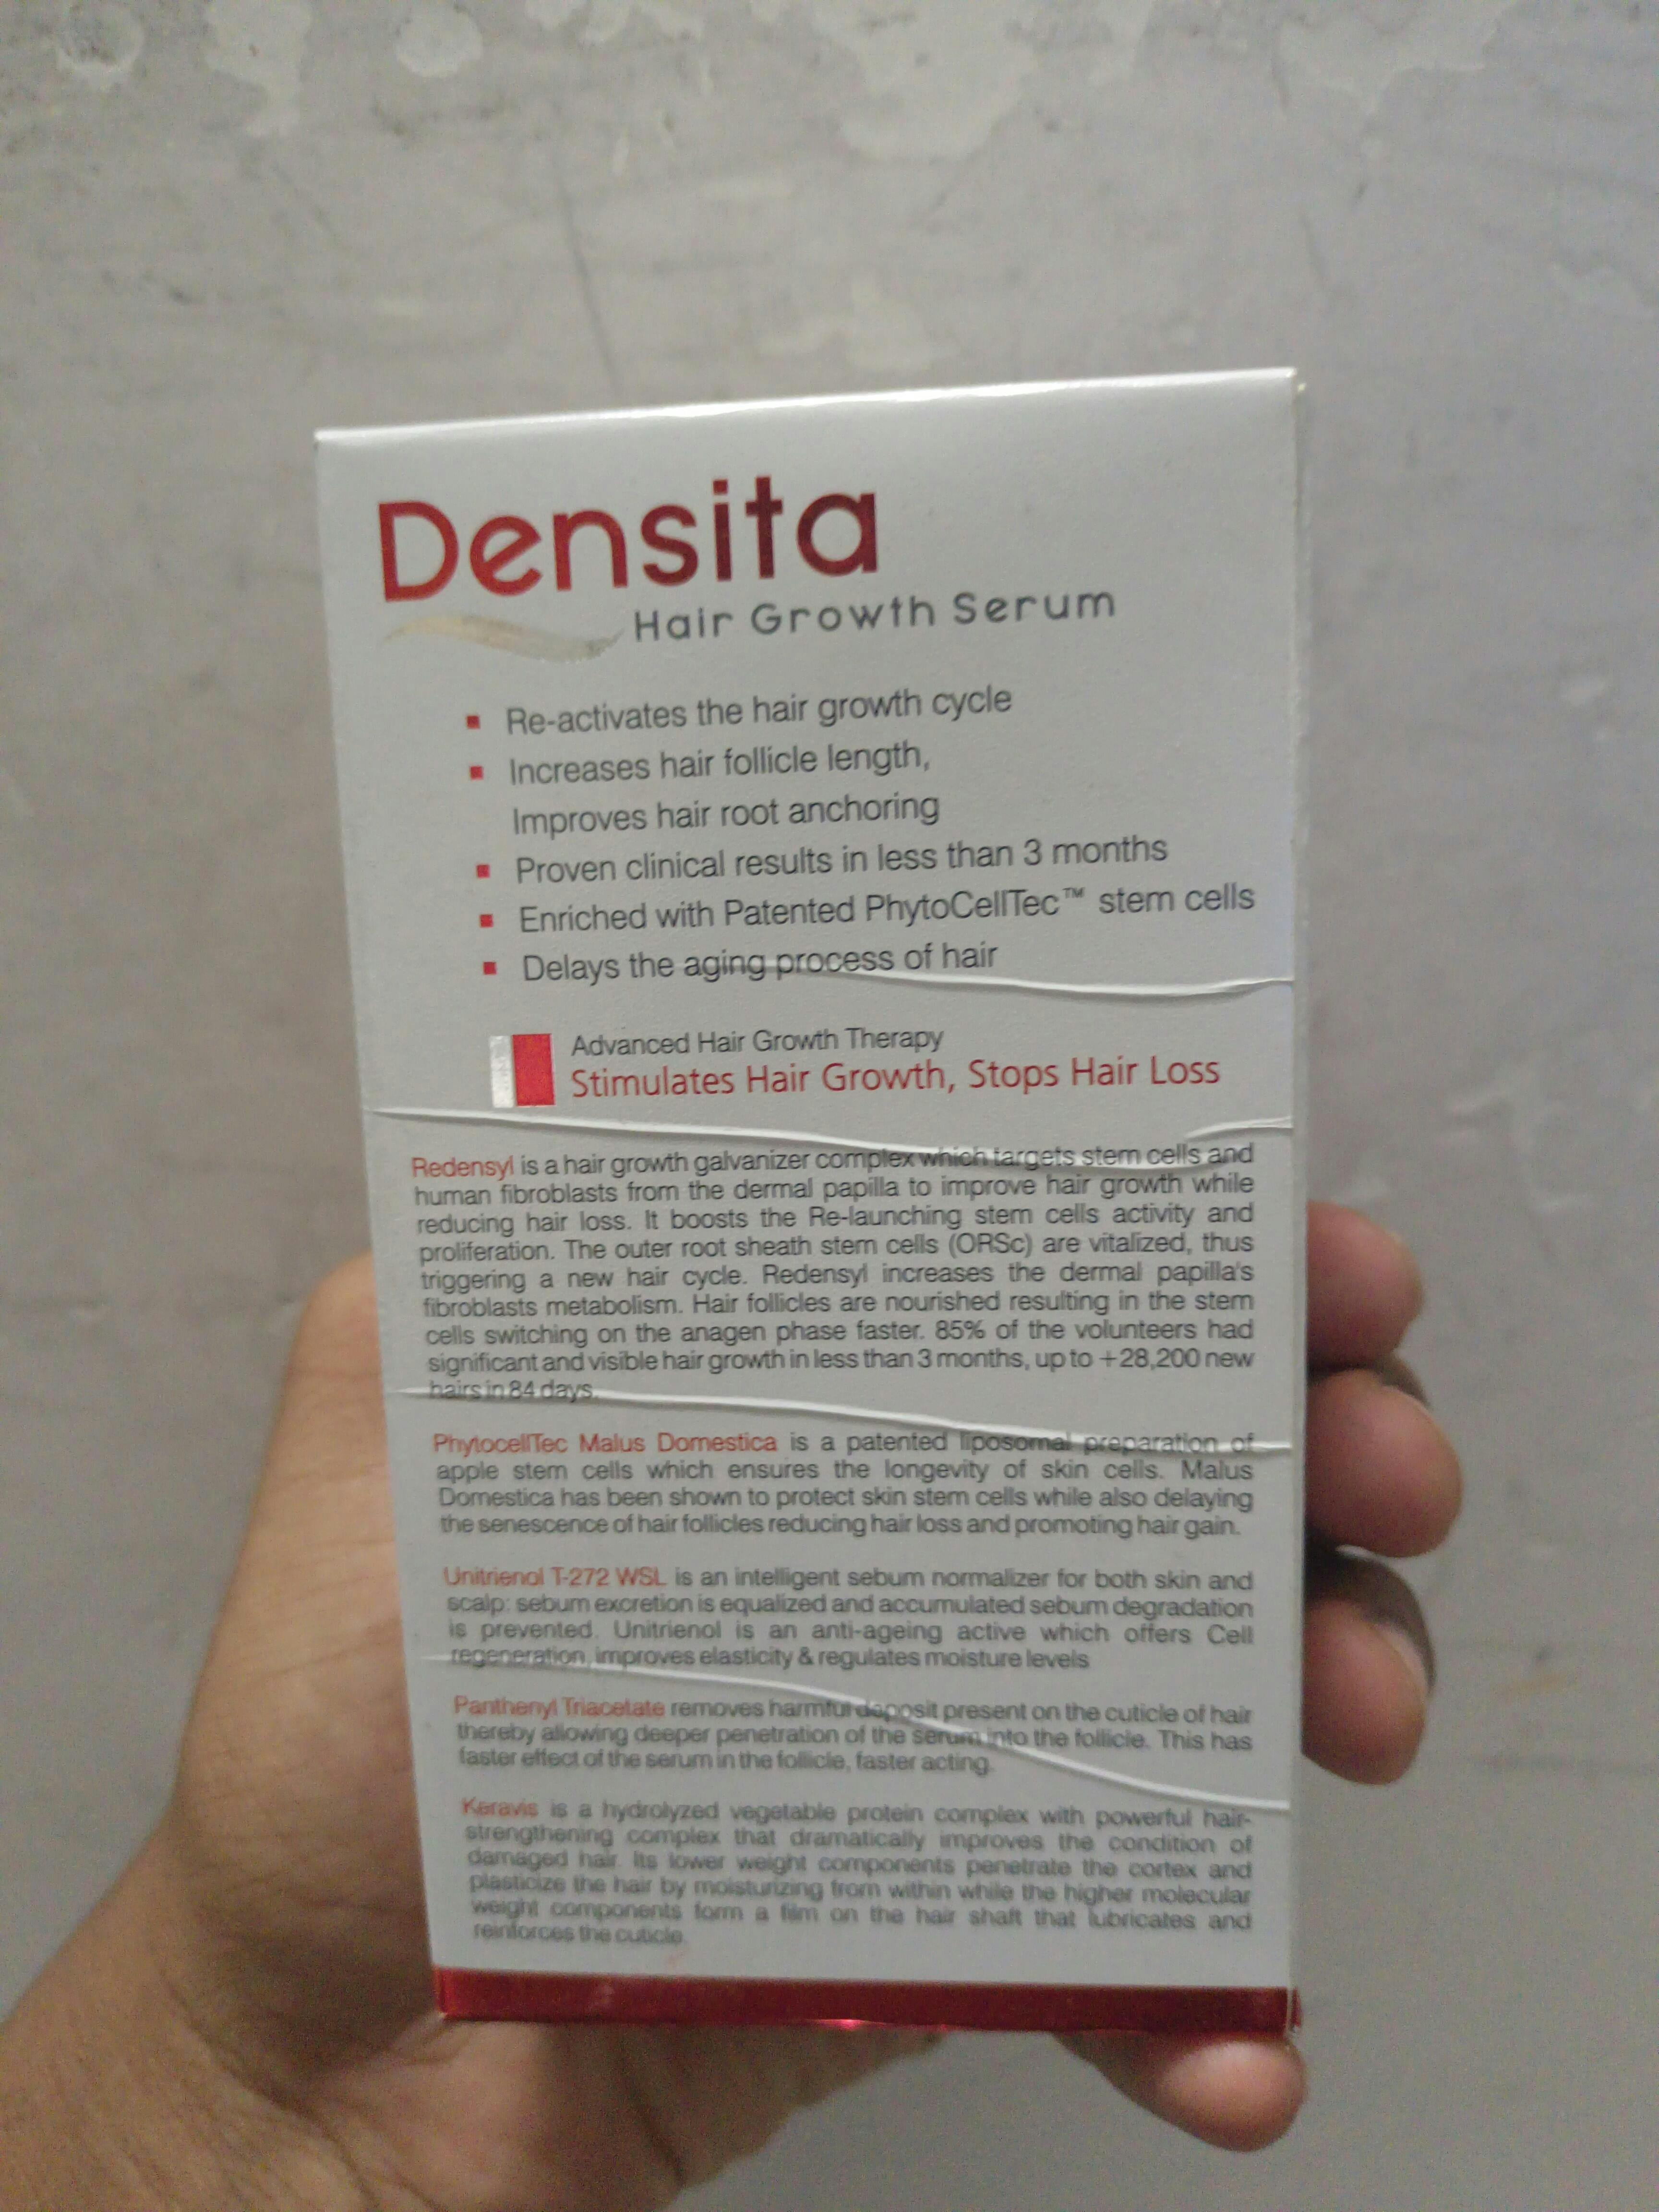 Densita
Hair Growth Serum
Re-activates the hair growth cycle
Increases hair follicle length,
Improves hair root anchoring
Proven clinical results in less than 3 months
Enriched with Patented PhytoCellTec™ stem cells
Delays the aging process of hair
Advanced Hair Growth Therapy
Stimulates Hair Growth, Stops Hair Loss
Redensyl is a hair growth galvanizer complex which targets stem cells and
human fibroblasts from the dermal papilla to improve hair growth while
reducing hair loss. It boosts the Re-launching stem cells activity and
proliferation. The outer root sheath stem cells (ORSc) are vitalized, thus
triggering a new hair cycle. Redensyl increases the dermal papilla's
fibroblasts metabolism. Hair follicles are nourished resulting in the stem
cells switching on the anagen phase faster. 85% of the volunteers had
significant and visible hair growth in less than 3 months, up to +28,200 new
hairs in 84 days.
PhytocellTec Malus Domestica is a patented liposomal preparation of
apple stem cells which ensures the longevity of skin cells. Malus
Domestica has been shown to protect skin stem cells while also delaying
the senescence of hair follicles reducing hair loss and promoting hair gain.
Unitrienol T-272 WSL is an intelligent sebum normalizer for both skin and
scalp: sebum excretion is equalized and accumulated sebum degradation
is prevented. Unitrienol is an anti-ageing active which offers Cell
regeneration, improves elasticity & regulates moisture levels
Panthenyl Triacetate removes harmful deposit present on the cuticle of hair
thereby allowing deeper penetration of the serum into the follicle. This has
faster effect of the serum in the follicle, faster acting.
Keravis is a hydrolyzed vegetable protein complex with powerful hair-
strengthening complex that dramatically improves the condition of
damaged hair. Its lower weight components penetrate the cortex and
plasticize the hair by moisturizing from within while the higher molecular
weight components form a film on the hair shaft that lubricates and
reinforces the cuticle.